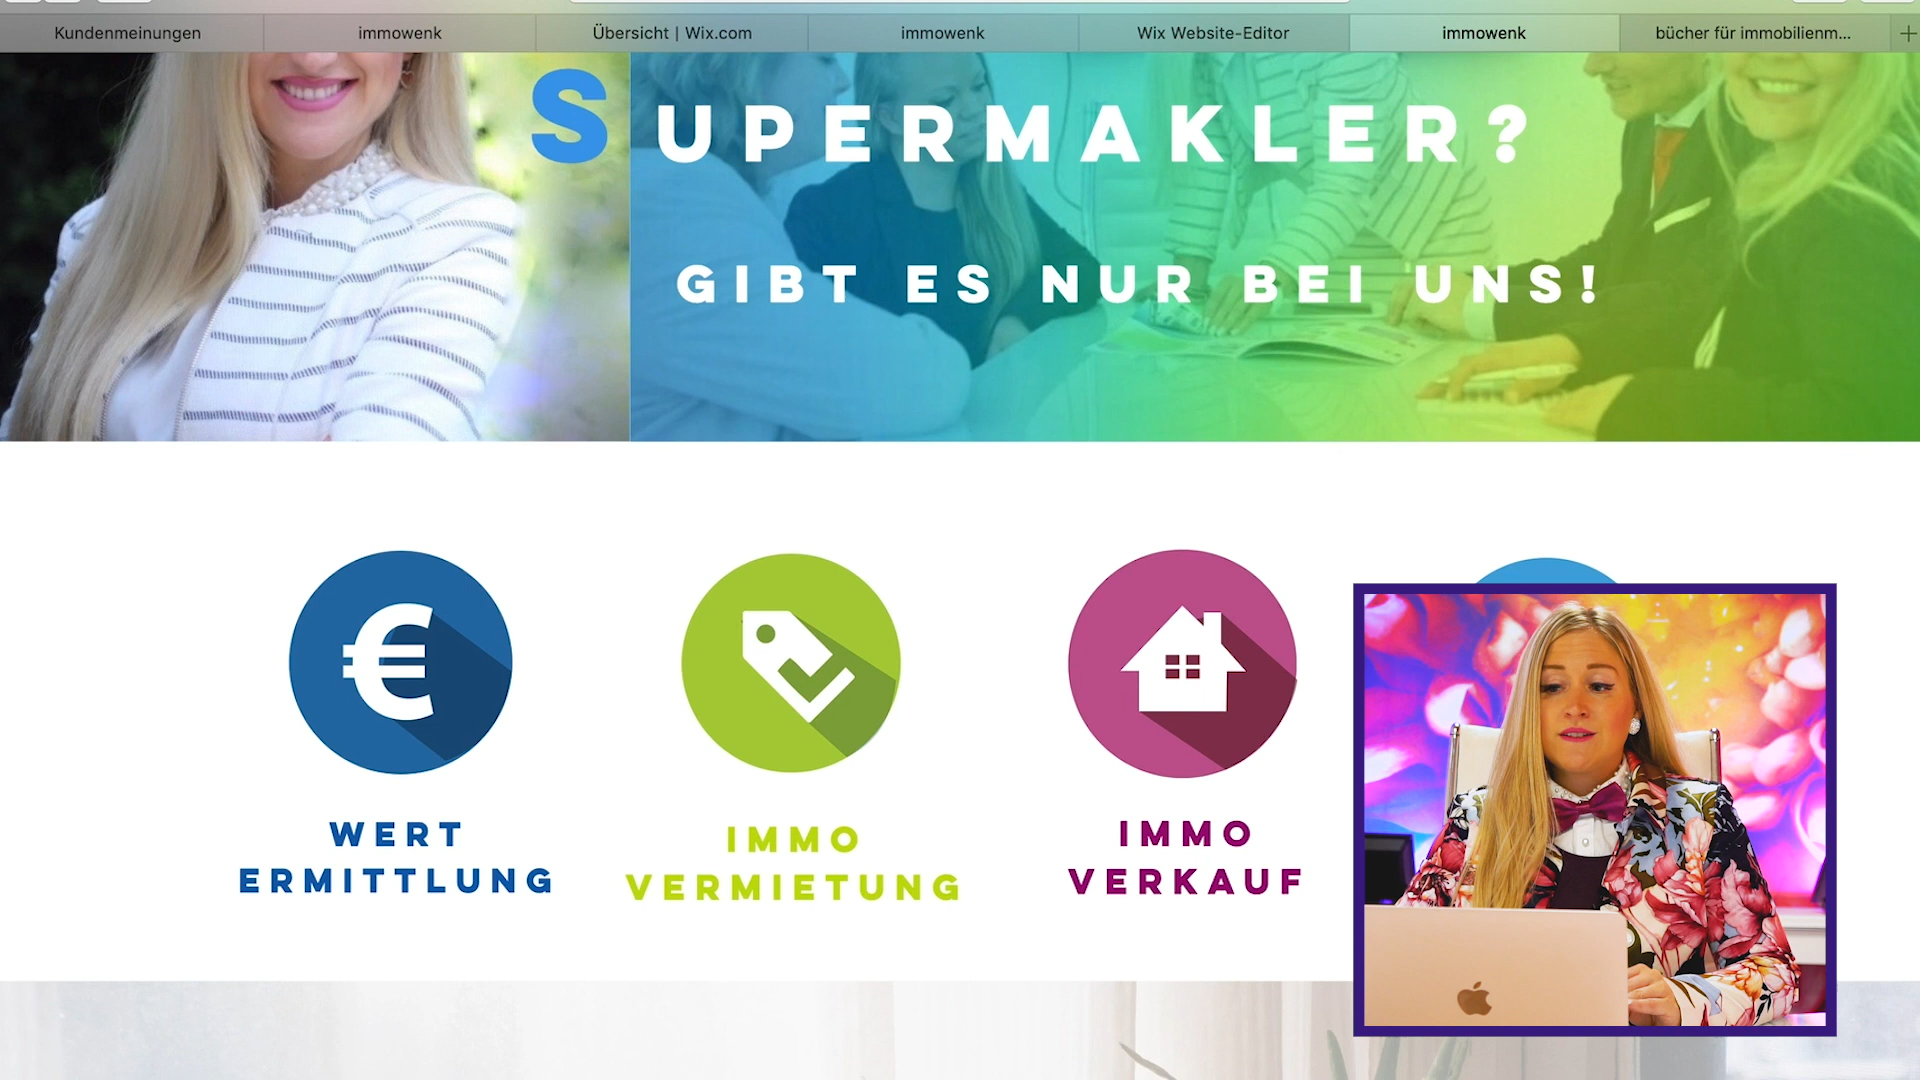 Kundenmeinungen
immowenk
Übersicht | Wix.com
immowenk
Wix Website-Editor
immowenk
bücher für immobilienm...
SUPERMAKLER?
GIBT ES NUR BEI UNS!
WERT
ERMITTLUNG
IMMO
VERMIETUNG
IMMO
VERKAUF